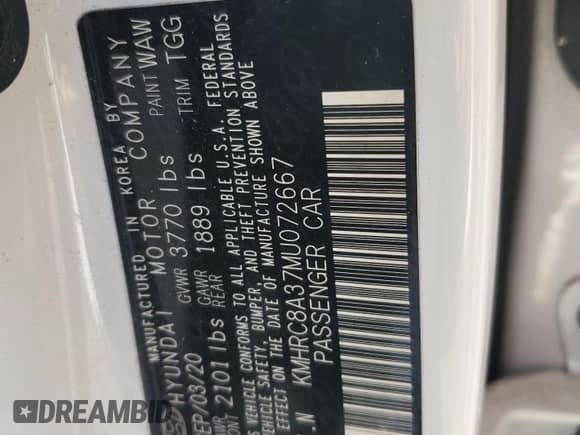 MANUFACTURED IN KOREA BY
HYUNDAI MOTOR COMPANY
/03/20 GVWR 3770 lbs PAINT WAW
2101 lbs GAWR REAR 1889 lbs TRIM TGG
VEHICLE CONFORMS TO ALL APPLICABLE U.S.A. FEDERAL
VEHICLE SAFETY, BUMPER, AND THEFT PREVENTION STANDARDS
EFFECT ON THE DATE OF MANUFACTURE SHOWN ABOVE
.N KMHRC8A37MU072667
PASSENGER CAR
DREAMBID